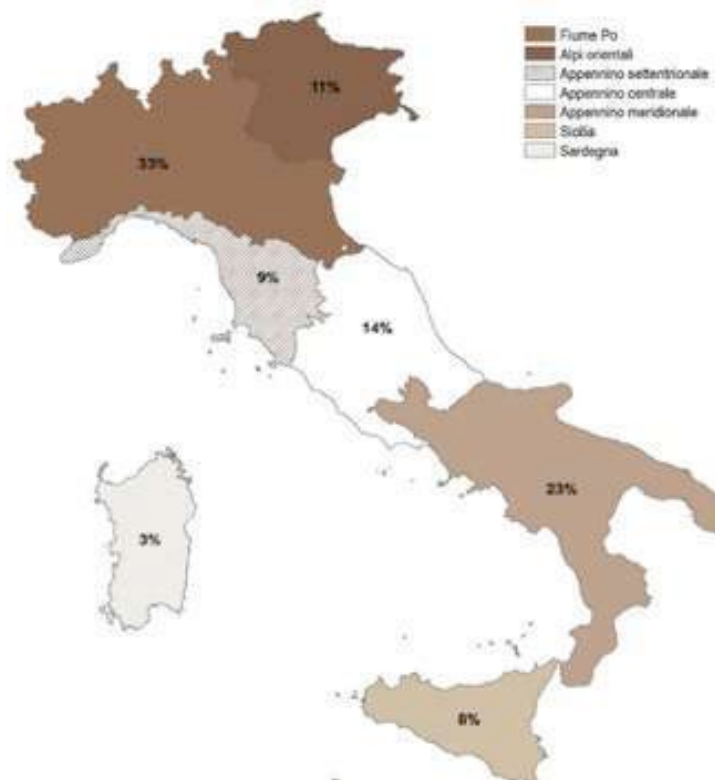 Fiume Po
Alpi orientali
Appennino settentrionale
Appennino centrale
Appennino meridionale
Sicilia
Sardegna
11%
33%
9%
14%
23%
3%
8%